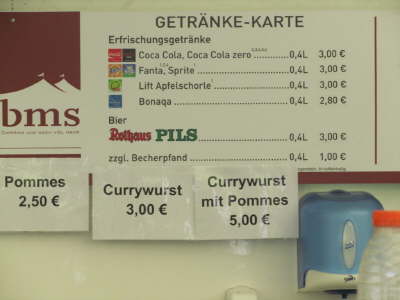 GETRÄNKE-KARTE
Erfrischungsgetränke
Coca Cola, Coca Cola zero 0,4L 3,00 €
Fanta, Sprite 0,4L 3,00 €
Lift Apfelschorle 0,4L 3,00 €
Bonaqa 0,4L 2,80 €
Bier
Rothaus PILS 0,4L 3,00 €
zzgl. Becherpfand 0,4L 1,00 €
bms
Pommes
2,50 €
Currywurst
3,00 €
Currywurst
mit Pommes
5,00 €